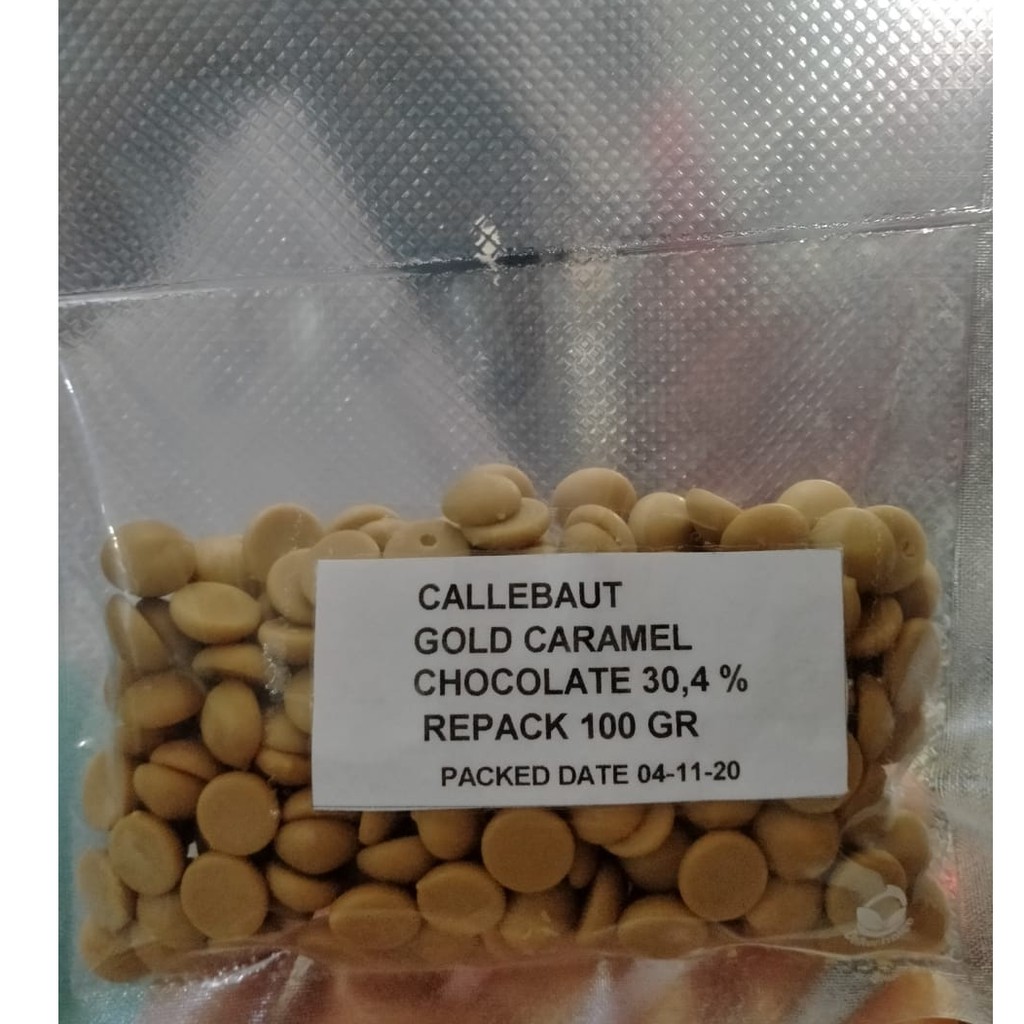 CALLEBAUT
GOLD CARAMEL
CHOCOLATE 30,4 %
REPACK 100 GR
PACKED DATE 04-11-20